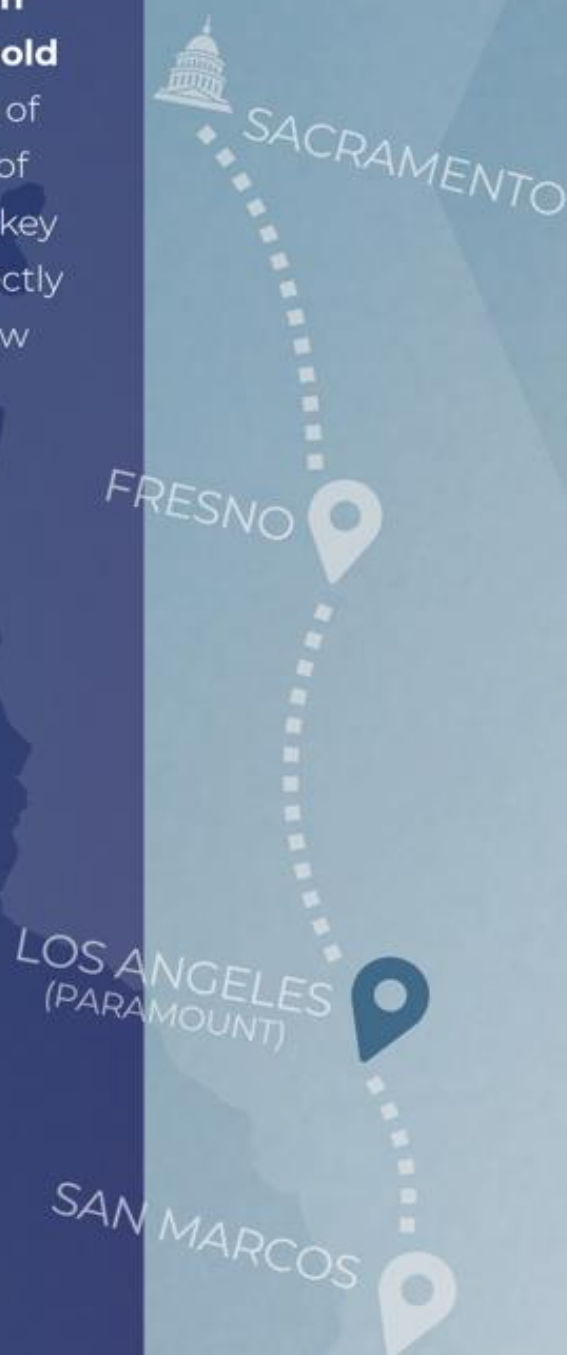 old
of
of
key
ctly
w
SACRAMENTO
FRESNO
LOS ANGELES
(PARAMOUNT)
SAN MARCOS